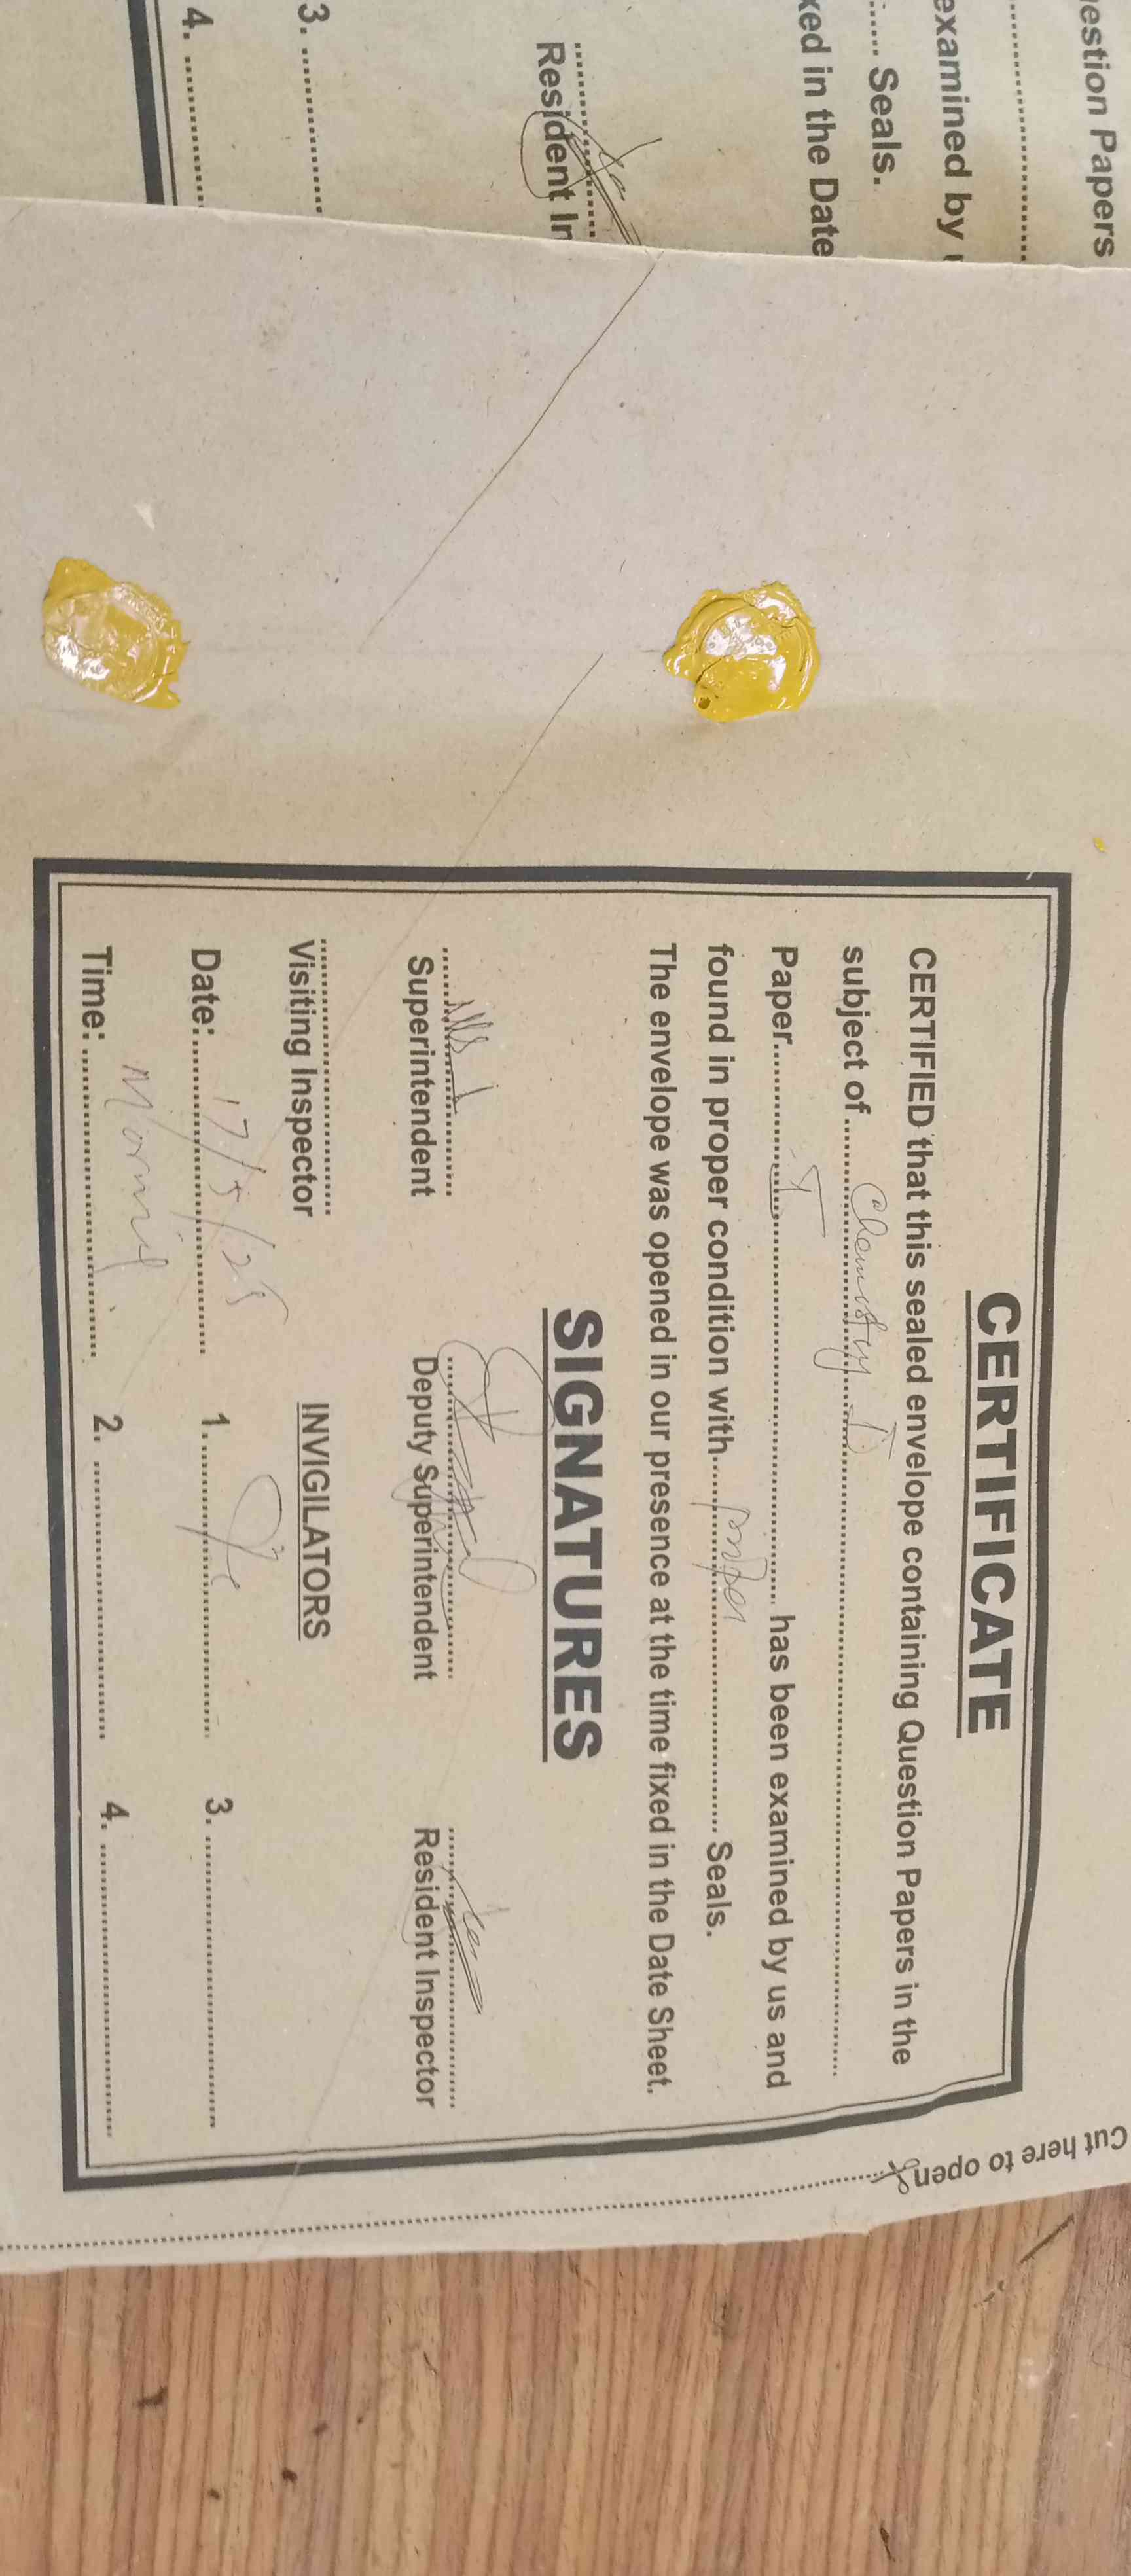 estion Papers
examined by
...... Seals.
ked in the Date
Resident In
3. ................
4. ................
CERTIFICATE
CERTIFIED that this sealed envelope containing Question Papers in the
subject of ........ Chemistry I ........
Paper ........ I ........ has been examined by us and
found in proper condition with ........ proper ........ Seals.
The envelope was opened in our presence at the time fixed in the Date Sheet.
SIGNATURES
Superintendent Deputy Superintendent Resident Inspector
Visiting Inspector INVIGILATORS
Date: 17/5/25 1. ................ 3. ................
Time: Morning 2. ................ 4. ................
Cut here to open